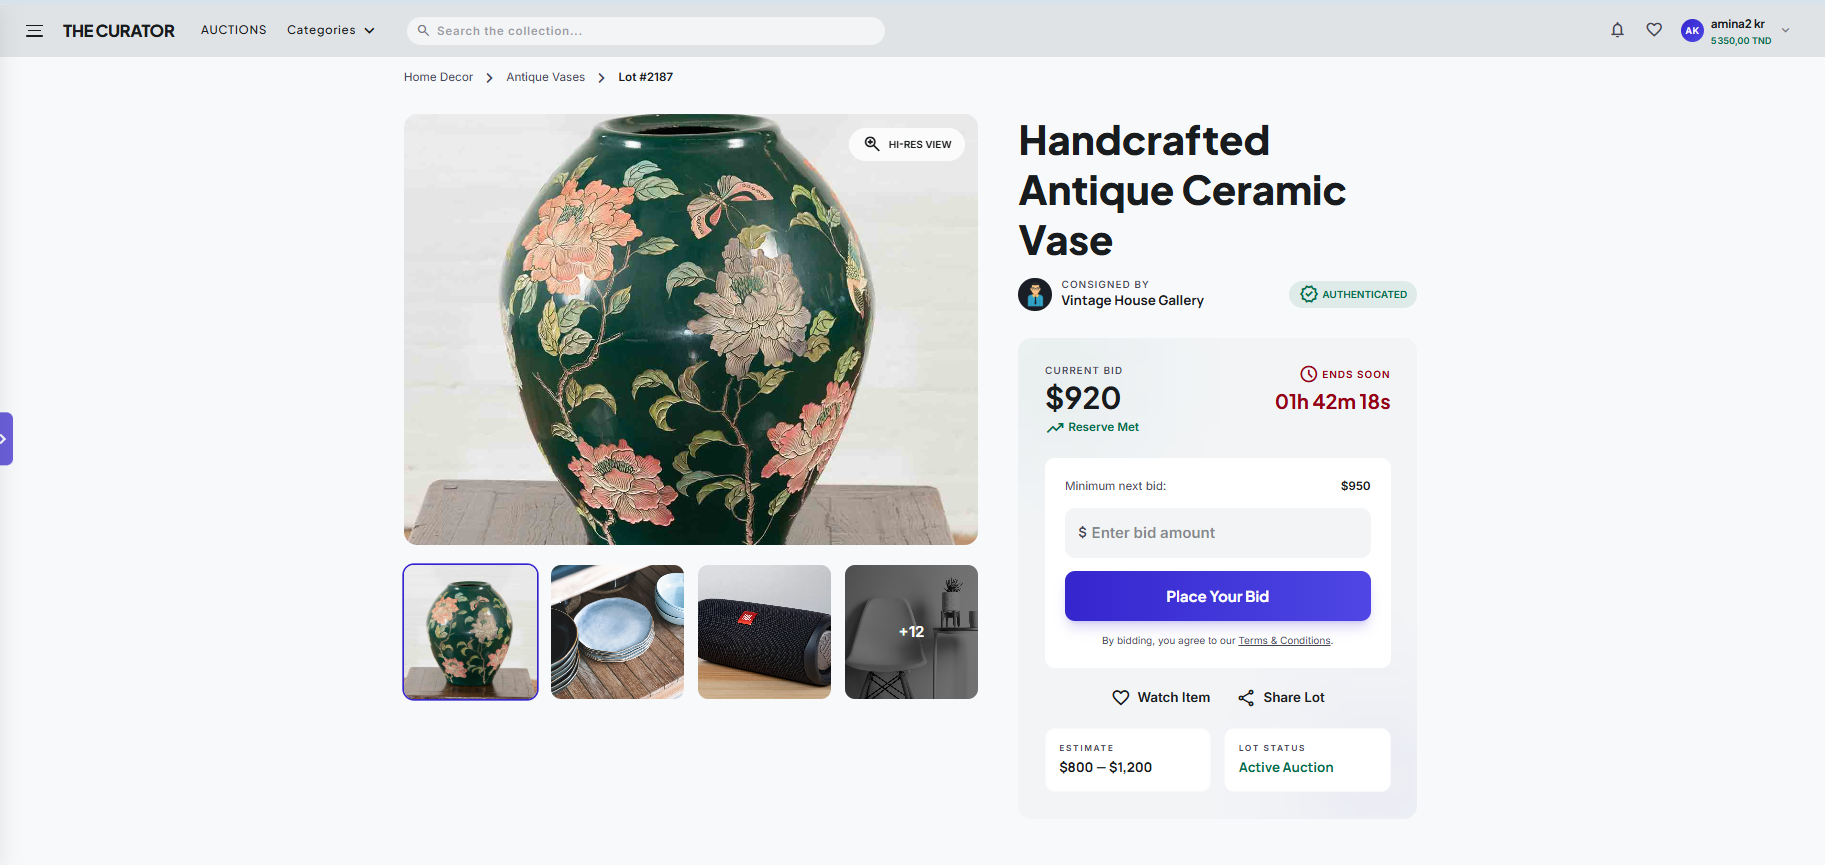 THE CURATOR
AUCTIONS
Categories
Search the collection...
AK
amina2 kr
5 350,00 TND
Home Decor
Antique Vases
Lot #2187
HI-RES VIEW
Handcrafted
Antique Ceramic
Vase
CONSIGNED BY
Vintage House Gallery
AUTHENTICATED
CURRENT BID
$920
Reserve Met
ENDS SOON
01h 42m 18s
Minimum next bid:
$950
$ Enter bid amount
Place Your Bid
By bidding, you agree to our Terms & Conditions.
Watch Item
Share Lot
ESTIMATE
$800 — $1,200
LOT STATUS
Active Auction
JBL
+12